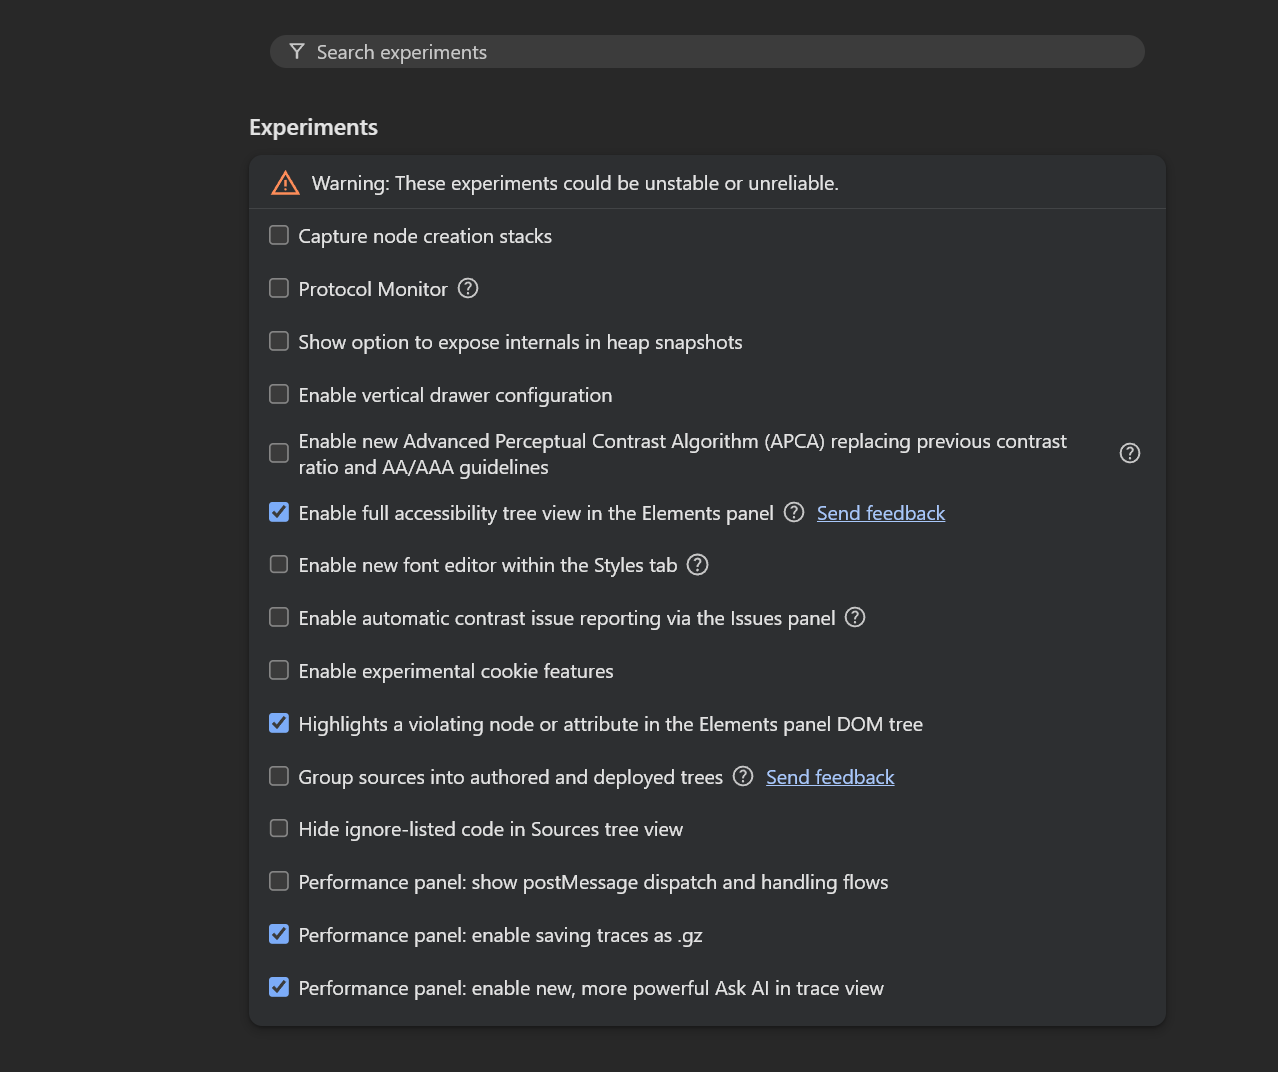 Search experiments
Experiments
Warning: These experiments could be unstable or unreliable.
Capture node creation stacks
Protocol Monitor
Show option to expose internals in heap snapshots
Enable vertical drawer configuration
Enable new Advanced Perceptual Contrast Algorithm (APCA) replacing previous contrast
ratio and AA/AAA guidelines
Enable full accessibility tree view in the Elements panel Send feedback
Enable new font editor within the Styles tab
Enable automatic contrast issue reporting via the Issues panel
Enable experimental cookie features
Highlights a violating node or attribute in the Elements panel DOM tree
Group sources into authored and deployed trees Send feedback
Hide ignore-listed code in Sources tree view
Performance panel: show postMessage dispatch and handling flows
Performance panel: enable saving traces as .gz
Performance panel: enable new, more powerful Ask AI in trace view